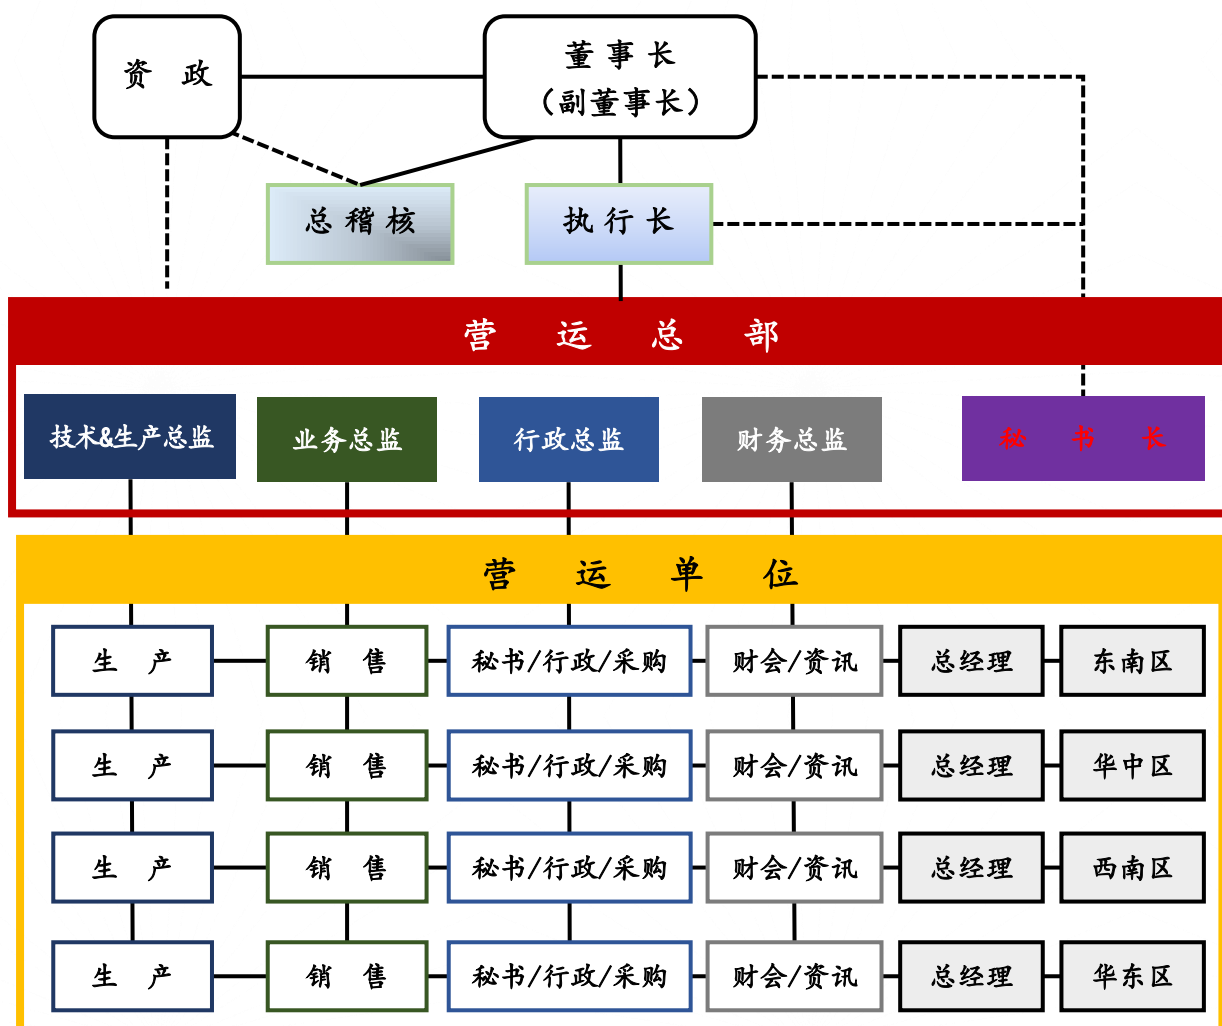 资 政
董 事 长
（副董事长）
总 稽 核
执 行 长
营 运 总 部
技术&生产总监
业务总监
行政总监
财务总监
秘 书 长
营 运 单 位
生 产
销 售
秘书/行政/采购
财会/资讯
总经理
东南区
生 产
销 售
秘书/行政/采购
财会/资讯
总经理
华中区
生 产
销 售
秘书/行政/采购
财会/资讯
总经理
西南区
生 产
销 售
秘书/行政/采购
财会/资讯
总经理
华东区